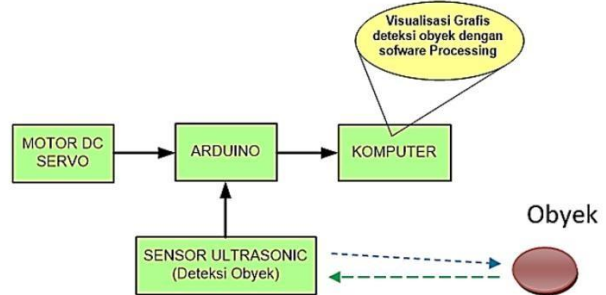 Visualisasi Grafis
deteksi obyek dengan
sofware Processing
MOTOR DC
SERVO
ARDUINO
KOMPUTER
Obyek
SENSOR ULTRASONIC
(Deteksi Obyek)